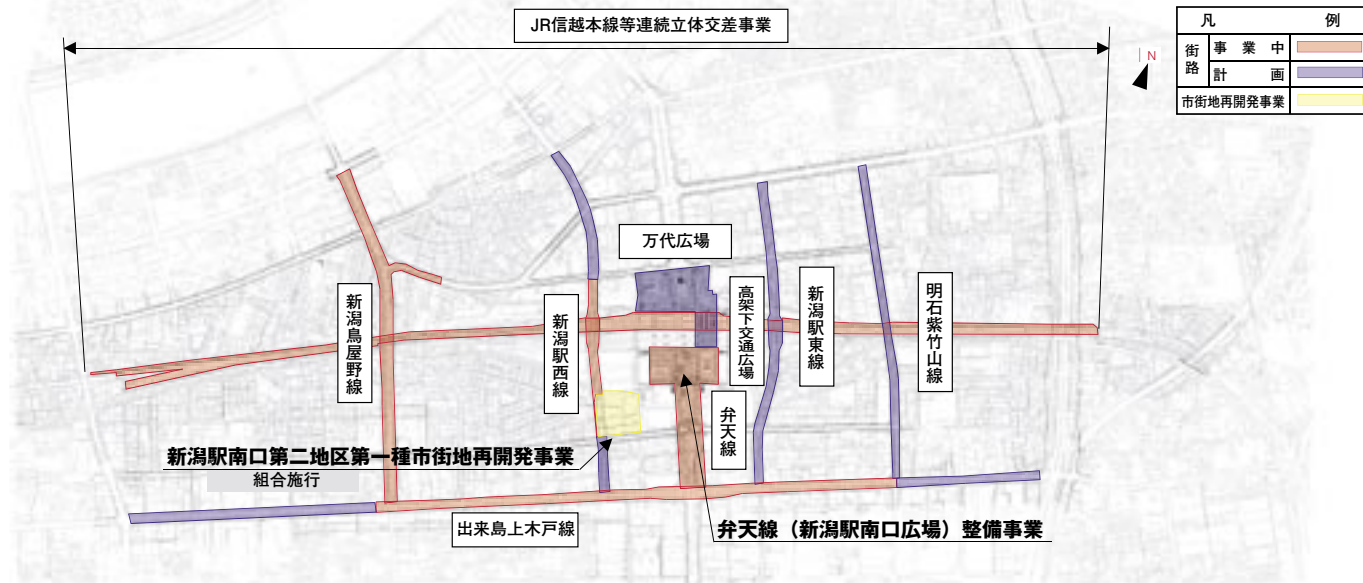 JR信越本線等連続立体交差事業
凡 例
街路
事業中
計画
市街地再開発事業
N
万代広場
新潟鳥屋野線
新潟駅西線
高架下交通広場
新潟駅東線
明石紫竹山線
弁天線
新潟駅南口第二地区第一種市街地再開発事業
組合施行
出来島上木戸線
弁天線（新潟駅南口広場）整備事業